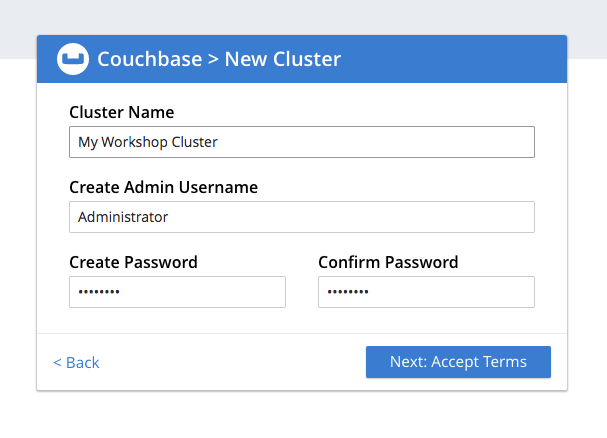 Couchbase > New Cluster
Cluster Name
My Workshop Cluster
Create Admin Username
Administrator
Create Password Confirm Password
•••••••• ••••••••
< Back Next: Accept Terms